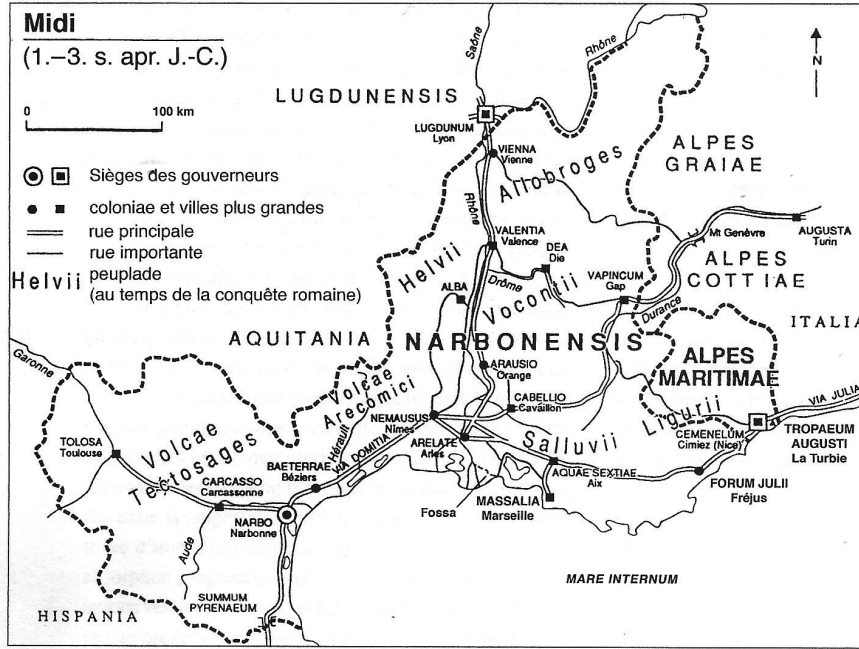 Midi
(1.–3. s. apr. J.-C.)
0 100 km
Sièges des gouverneurs
coloniae et villes plus grandes
rue principale
rue importante
Helvii peuplade
(au temps de la conquête romaine)
N
Saône
Rhône
LUGDUNENSIS
LUGDUNUM
Lyon
VIENNA
Vienne
Allobroges
ALPES
GRAIAE
Rhône
Helvii
VALENTIA
Valence
DEA
Die
Mt Genèvre
AUGUSTA
Turin
Drôme
VAPINCUM
Gap
ALPES
COTTIAE
ALBA
Vocontii
Durance
ITALIA
AQUITANIA
NARBONENSIS
Garonne
ARAUSIO
Orange
ALPES
MARITIMAE
Volcae
Arecomici
CABELLIO
Cavaillon
VIA JULIA
NEMAUSUS
Nîmes
Salluvii
Ligurii
TOLOSA
Toulouse
Volcae
Tectosages
Hérault
VIA DOMITIA
ARELATE
Arles
CEMENELUM
Cimiez (Nice)
TROPAEUM
AUGUSTI
La Turbie
BAETERRAE
Béziers
AQUAE SEXTIAE
Aix
CARCASSO
Carcassonne
FORUM JULII
Fréjus
MASSALIA
Marseille
Fossa
NARBO
Narbonne
Aude
MARE INTERNUM
SUMMUM
PYRENAEUM
HISPANIA